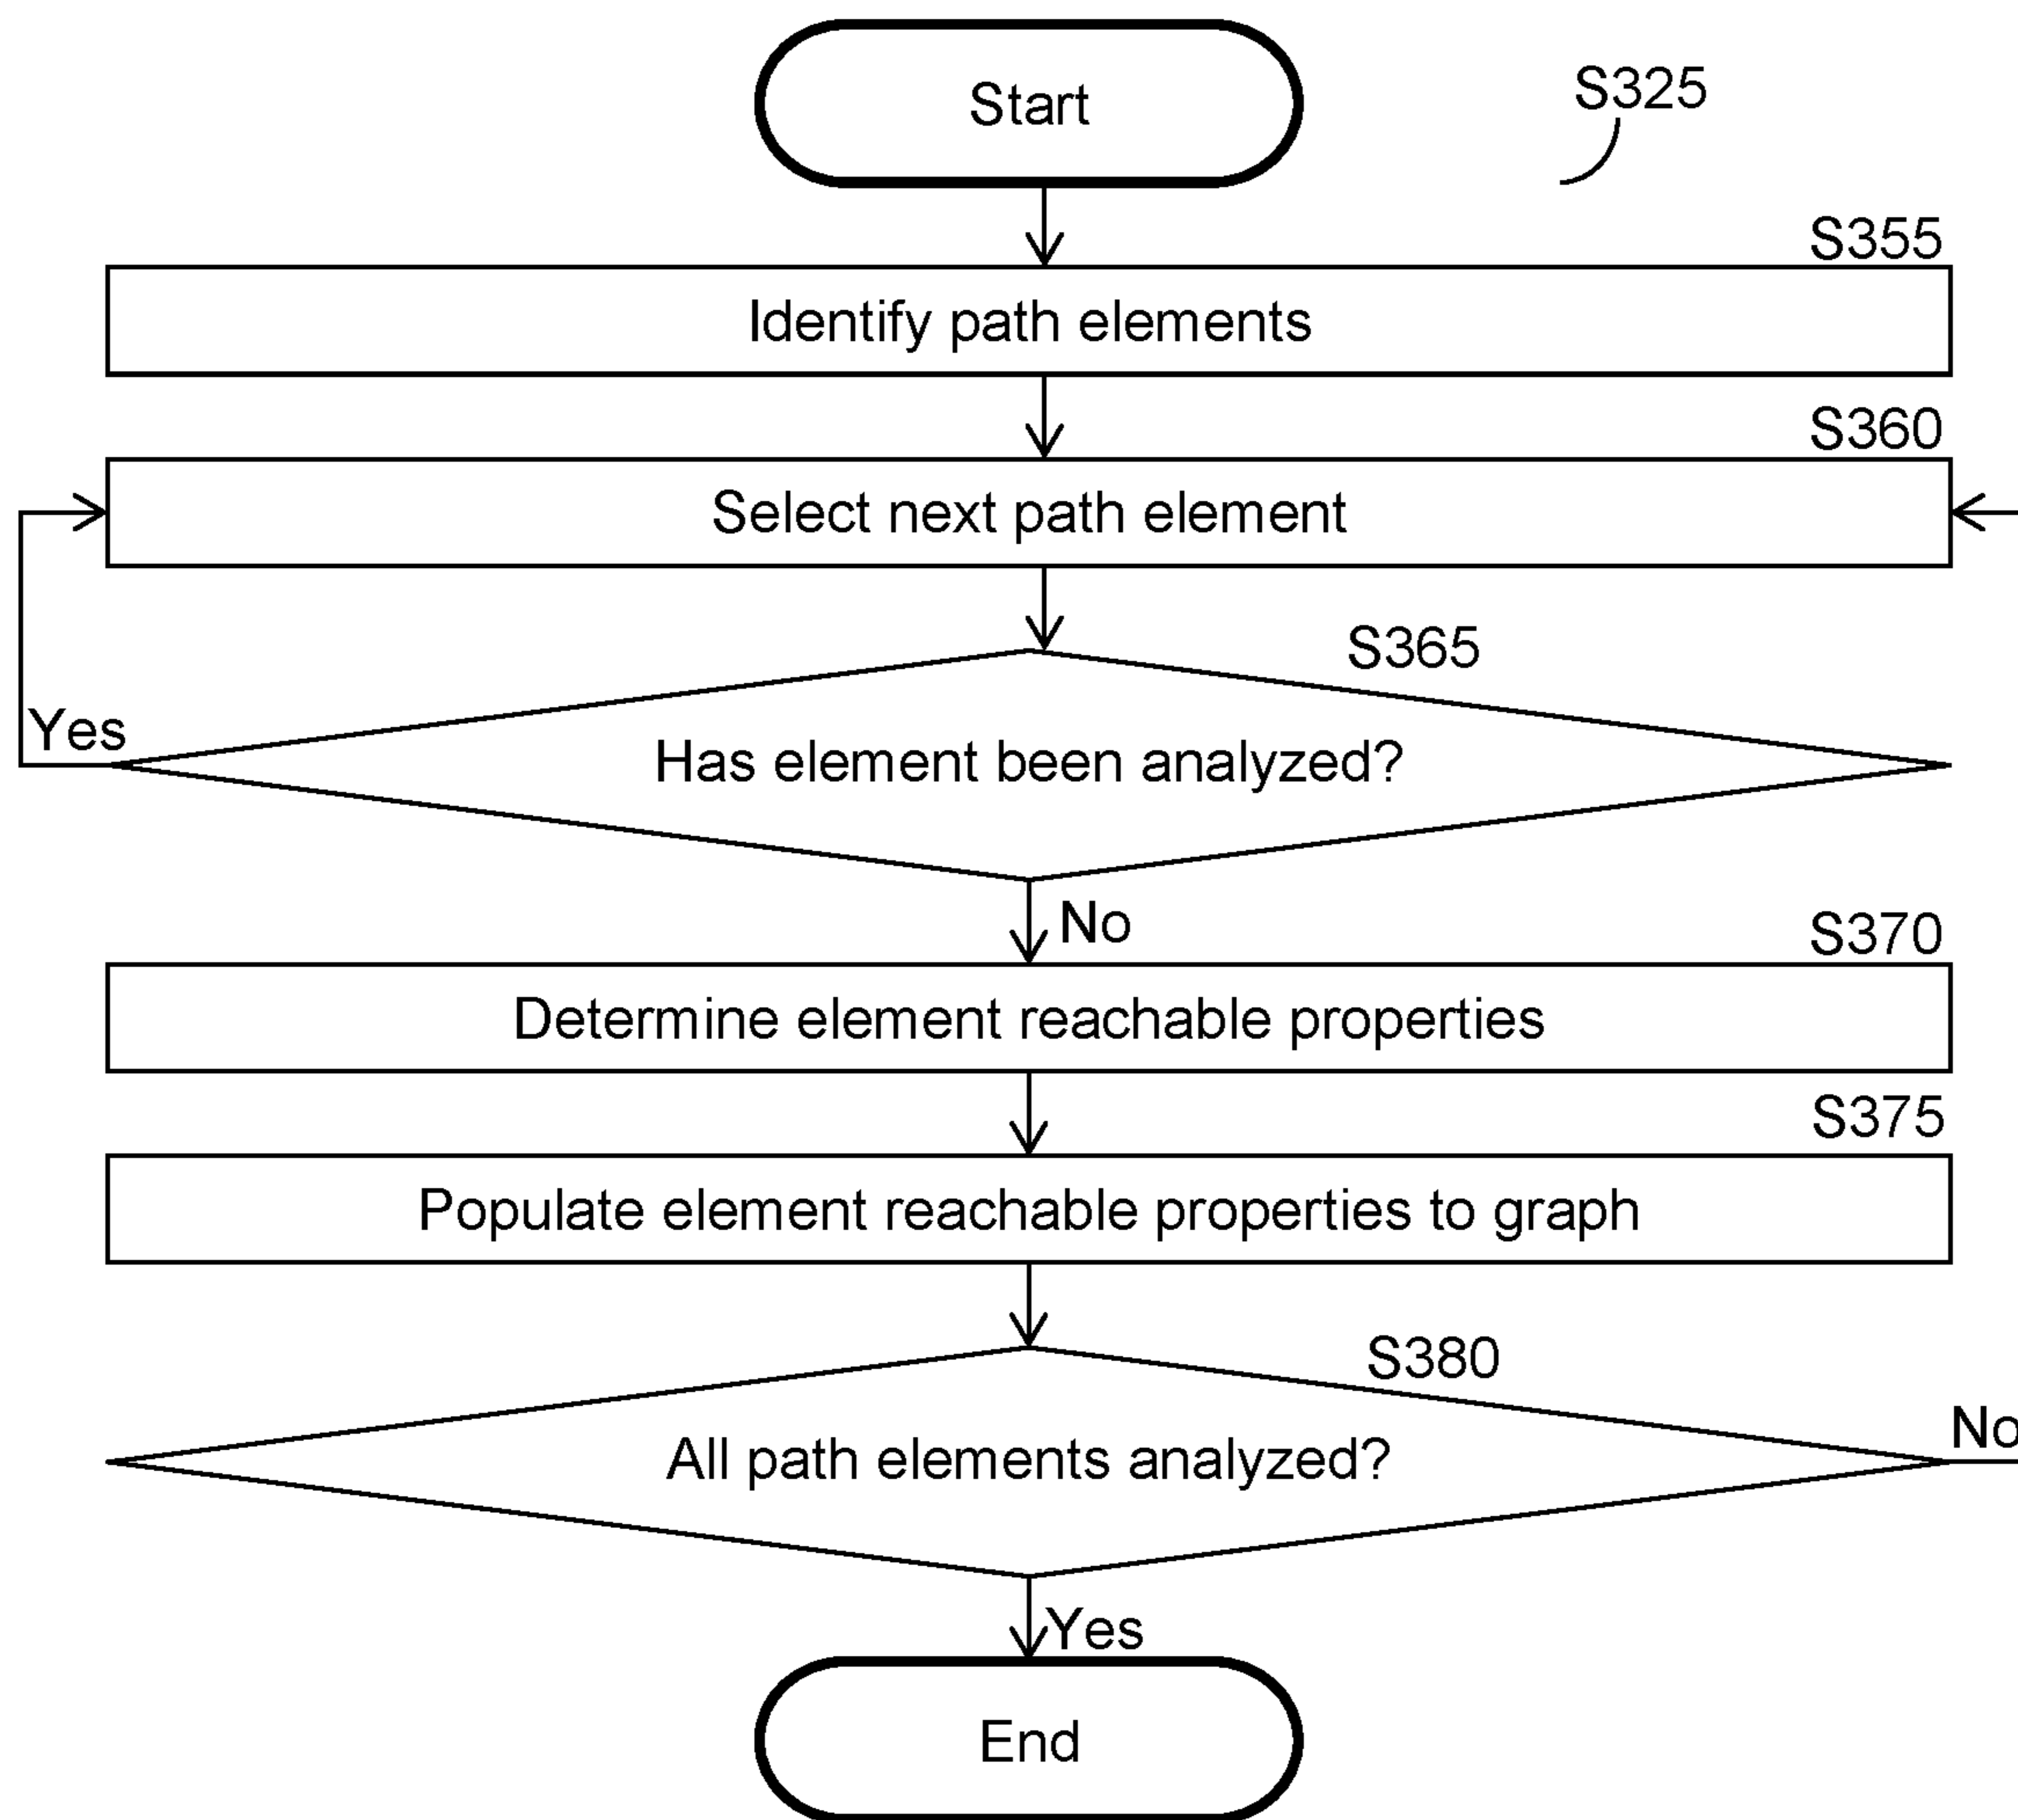 Start
S325
S355
Identify path elements
S360
Select next path element
S365
Yes
Has element been analyzed?
No
S370
Determine element reachable properties
S375
Populate element reachable properties to graph
S380
No
All path elements analyzed?
Yes
End